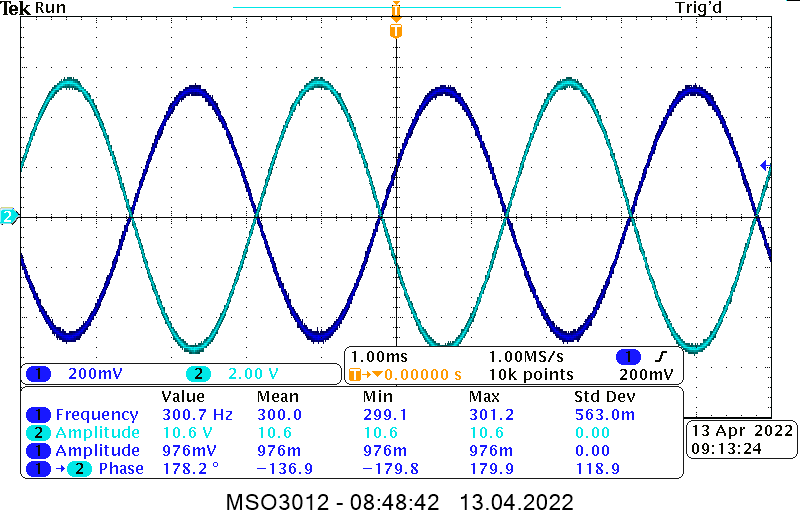 Tek Run Trig'd
T
T
2
1 200mV 2 2.00 V
1.00ms 1.00MS/s 1
T→▼0.00000 s 10k points 200mV
Value Mean Min Max Std Dev
1 Frequency 300.7 Hz 300.0 299.1 301.2 563.0m
2 Amplitude 10.6 V 10.6 10.6 10.6 0.00
1 Amplitude 976mV 976m 976m 976m 0.00
1→2 Phase 178.2 ° −136.9 −179.8 179.9 118.9
13 Apr 2022
09:13:24
MSO3012 - 08:48:42 13.04.2022